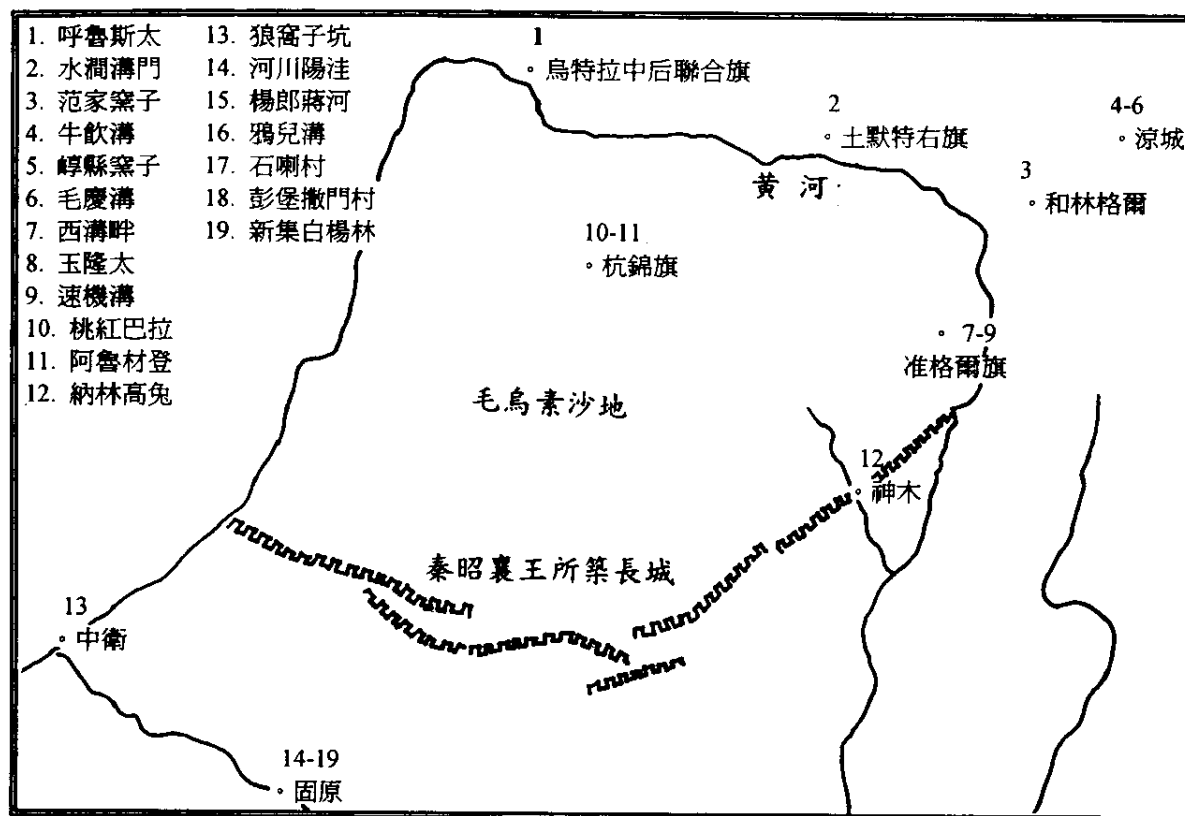 1. 呼魯斯太
2. 水澗溝門
3. 范家窯子
4. 牛飲溝
5. 崞縣窯子
6. 毛慶溝
7. 西溝畔
8. 玉隆太
9. 速機溝
10. 桃紅巴拉
11. 阿魯材登
12. 納林高兔
13. 狼窩子坑
14. 河川陽洼
15. 楊郎蔣河
16. 鴉兒溝
17. 石喇村
18. 彭堡撒門村
19. 新集白楊林
1
烏特拉中后聯合旗
2
土默特右旗
4-6
涼城
3
和林格爾
黃河
10-11
杭錦旗
7-9
准格爾旗
毛烏素沙地
12
神木
秦昭襄王所築長城
13
中衛
14-19
固原